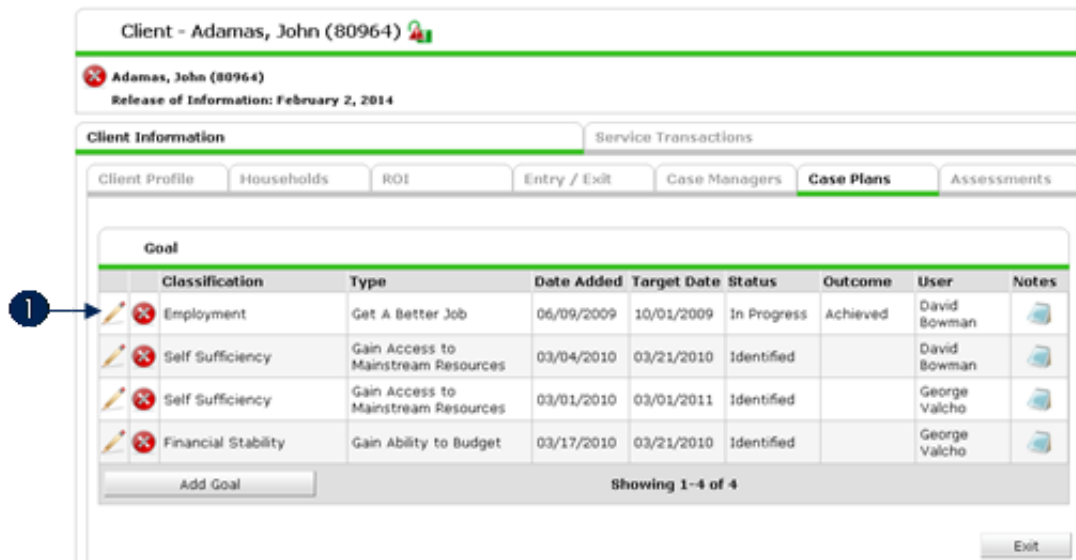 Client - Adamas, John (80964)
Adamas, John (80964)
Release of Information: February 2, 2014
Client Information Service Transactions
Client Profile Households ROI Entry / Exit Case Managers Case Plans Assessments
Goal
Classification Type Date Added Target Date Status Outcome User Notes
1
Employment Get A Better Job 06/09/2009 10/01/2009 In Progress Achieved David Bowman
Self Sufficiency Gain Access to Mainstream Resources 03/04/2010 03/21/2010 Identified David Bowman
Self Sufficiency Gain Access to Mainstream Resources 03/01/2010 03/01/2011 Identified George Valcho
Financial Stability Gain Ability to Budget 03/17/2010 03/21/2010 Identified George Valcho
Add Goal Showing 1-4 of 4
Exit